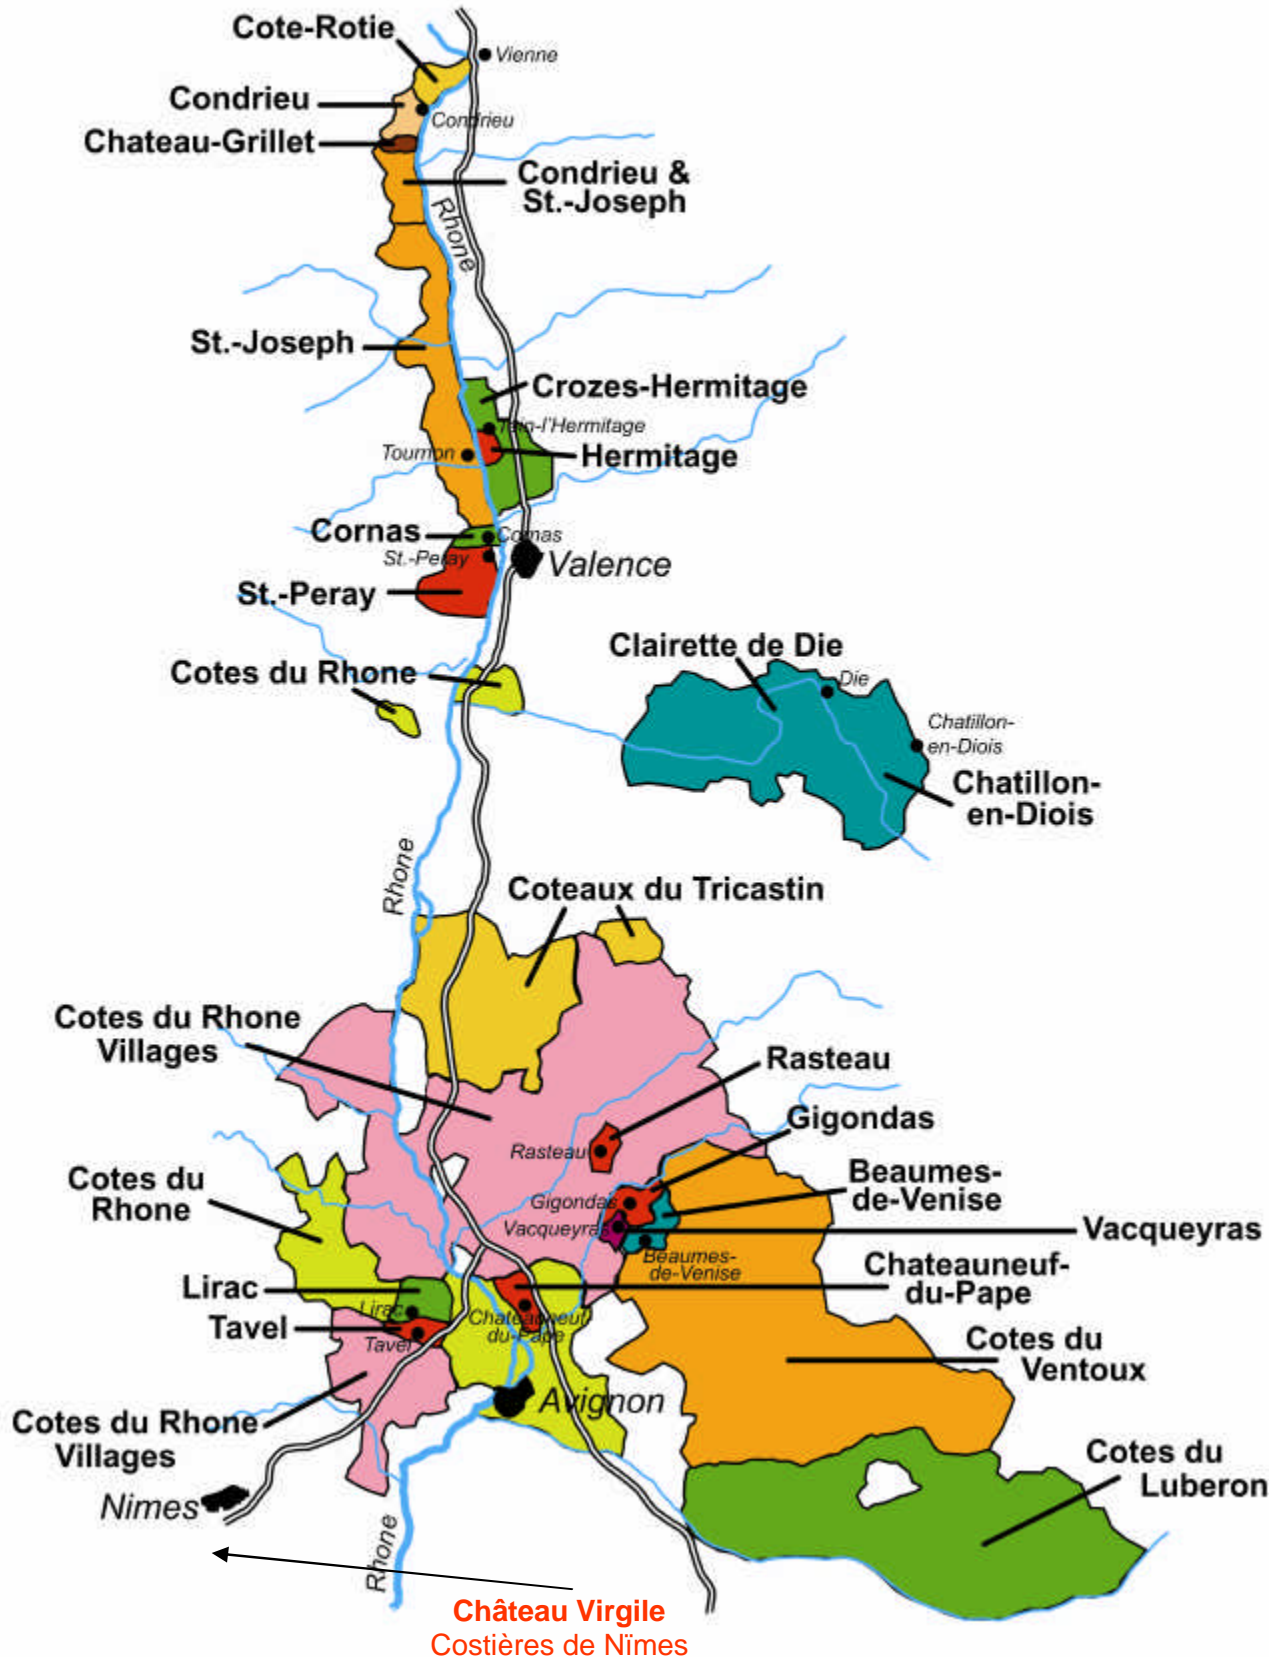 Cote-Rotie
Vienne
Condrieu
Condrieu
Chateau-Grillet
Condrieu &
St.-Joseph
Rhone
St.-Joseph
Crozes-Hermitage
Tain-l'Hermitage
Tournon
Hermitage
Cornas
Cornas
St.-Peray
Valence
St.-Peray
Clairette de Die
Cotes du Rhone
Die
Chatillon-
en-Diois
Chatillon-
en-Diois
Rhone
Coteaux du Tricastin
Cotes du Rhone
Villages
Rasteau
Gigondas
Rasteau
Beaumes-
de-Venise
Cotes du
Rhone
Gigondas
Vacqueyras
Vacqueyras
Beaumes-
de-Venise
Chateauneuf-
du-Pape
Lirac
Lirac
Tavel
Tavel
Chateauneuf-
du-Pape
Cotes du
Ventoux
Avignon
Cotes du Rhone
Villages
Cotes du
Luberon
Nimes
Rhone
Château Virgile
Costières de Nïmes